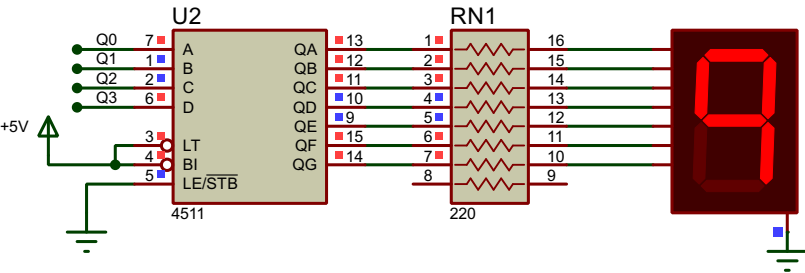 U2
RN1
Q0 7 A QA 13 1 16
Q1 1 B QB 12 2 15
Q2 2 C QC 11 3 14
Q3 6 D QD 10 4 13
QE 9 5 12
+5V 3 LT QF 15 6 11
4 BI QG 14 7 10
5 LE/STB 8 9
4511
220